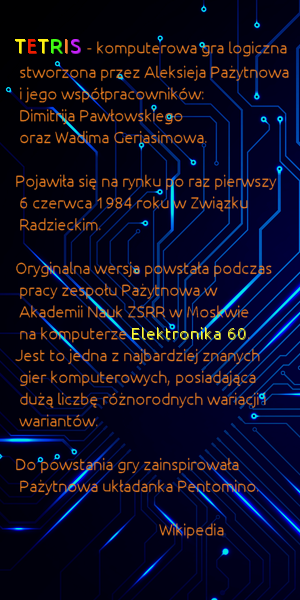 TETRIS - komputerowa gra logiczna
stworzona przez Aleksieja Pażytnowa
i jego współpracowników:
Dimitrija Pawłowskiego
oraz Wadima Gerjasimowa.
Pojawiła się na rynku po raz pierwszy
6 czerwca 1984 roku w Związku
Radzieckim.
Oryginalna wersja powstała podczas
pracy zespołu Pażytnowa w
Akademii Nauk ZSRR w Moskwie
na komputerze Elektronika 60.
Jest to jedna z najbardziej znanych
gier komputerowych, posiadająca
dużą liczbę różnorodnych wariacji i
wariantów.
Do powstania gry zainspirowała
Pażytnowa układanka Pentomino.
Wikipedia